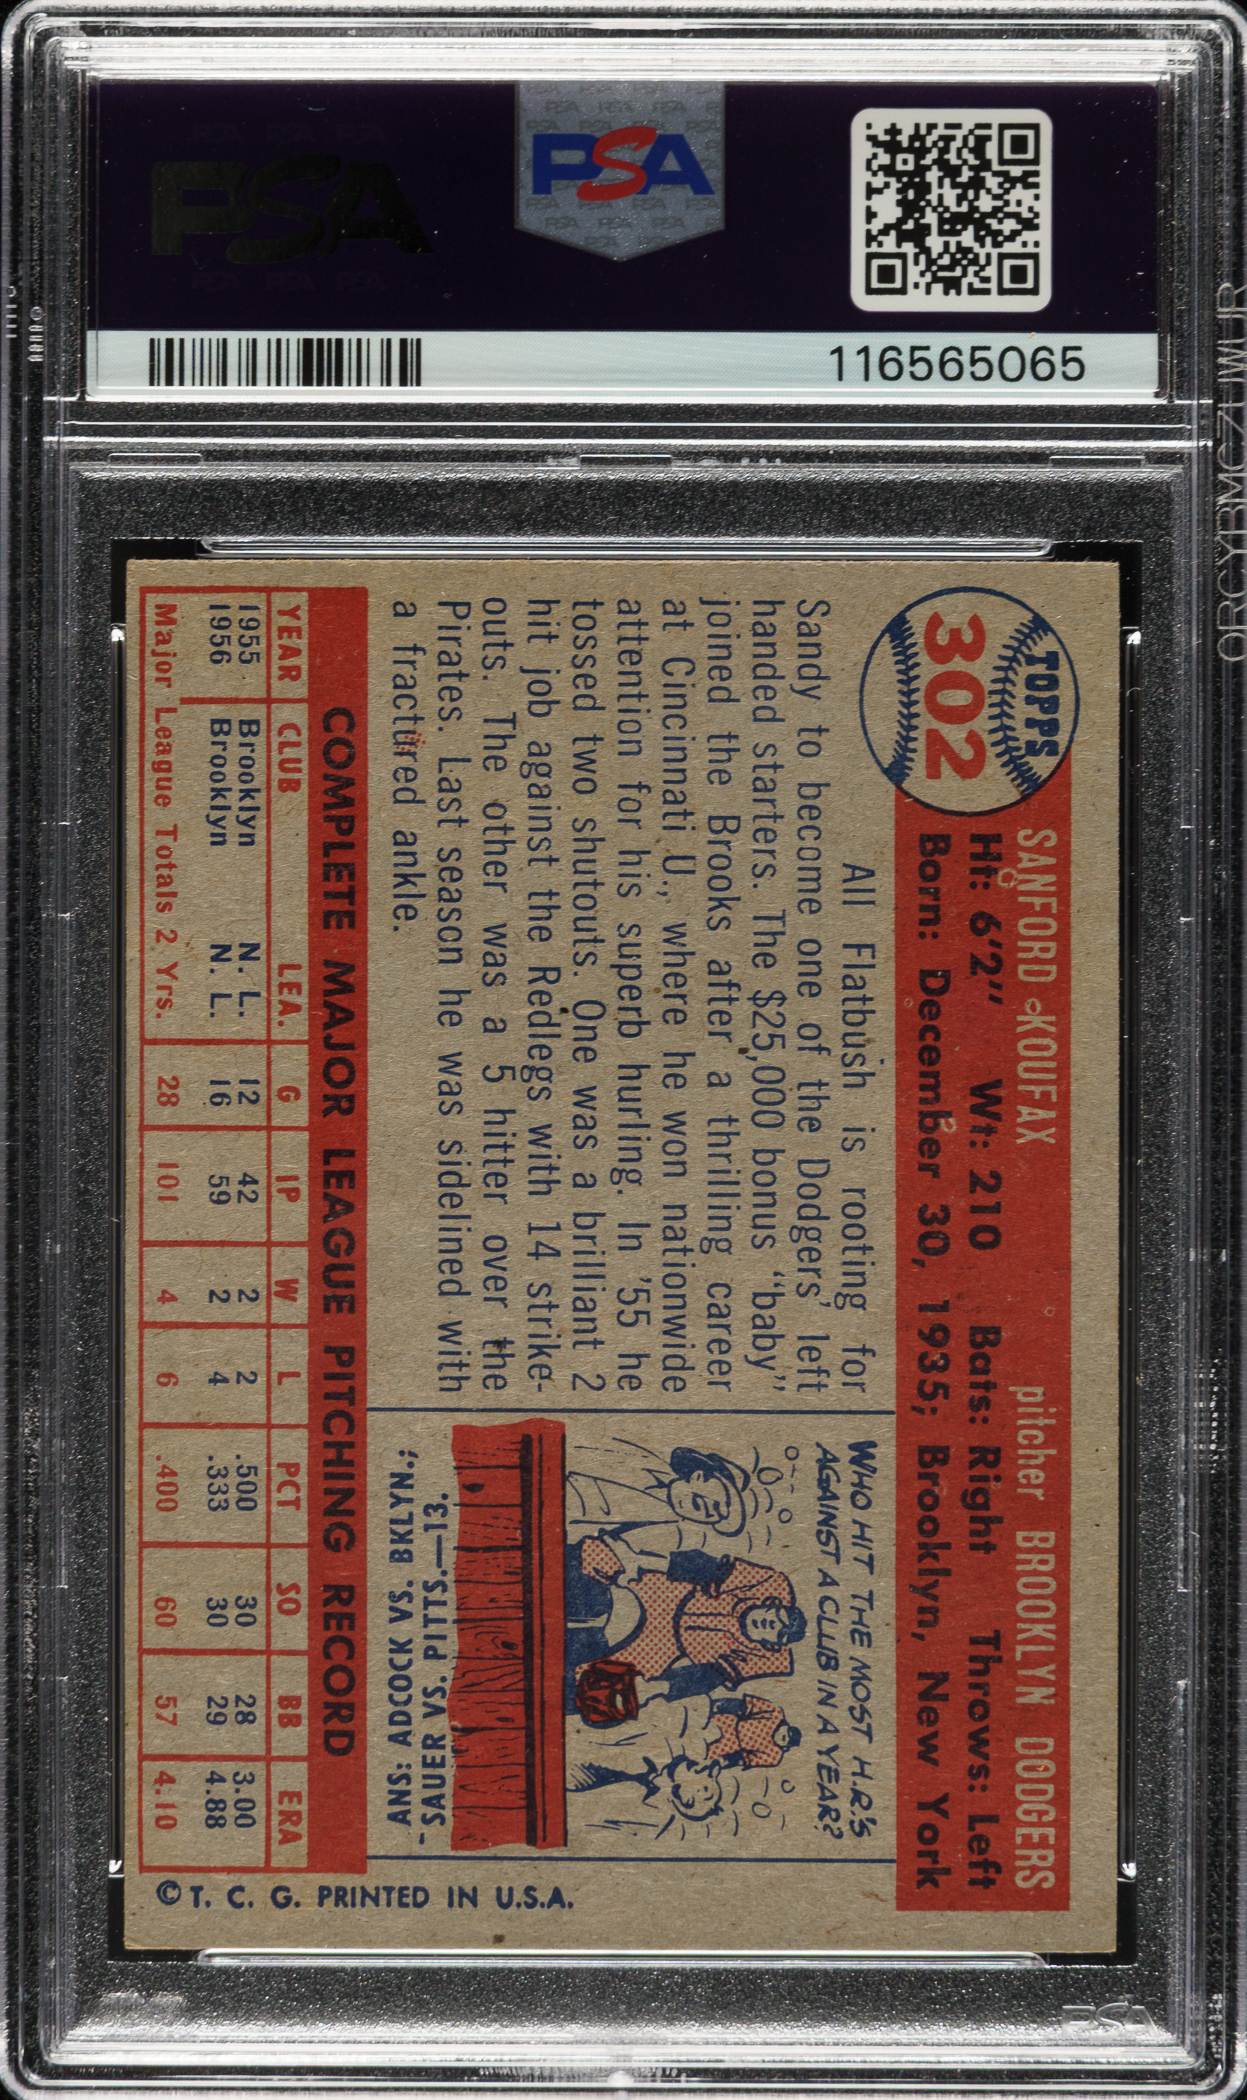 PSA
PSA
116565065
TOPPS
302
SANFORD KOUFAX pitcher BROOKLYN DODGERS
Ht: 6'2" Wt: 210 Bats: Right Throws: Left
Born: December 30, 1935; Brooklyn, New York
All Flatbush is rooting for
Sandy to become one of the Dodgers' left
handed starters. The $25,000 bonus "baby"
joined the Brooks after a thrilling career
at Cincinnati U., where he won nationwide
attention for his superb hurling. In '55 he
tossed two shutouts. One was a brilliant 2
hit job against the Redlegs with 14 strike-
outs. The other was a 5 hitter over the
Pirates. Last season he was sidelined with
a fractured ankle.
WHO HIT THE MOST H.R.'S
AGAINST A CLUB IN A YEAR?
ANS: ADCOCK VS. BKLYN.;
SAUER VS. PITTS.—13.
COMPLETE MAJOR LEAGUE PITCHING RECORD
YEAR CLUB LEA. G IP W L PCT SO BB ERA
1955 Brooklyn N. L. 12 42 2 2 .500 30 28 3.00
1956 Brooklyn N. L. 16 59 2 4 .333 30 29 4.88
Major League Totals 2 Yrs. 28 101 4 6 .400 60 57 4.10
© T. C. G. PRINTED IN U.S.A.
PSA